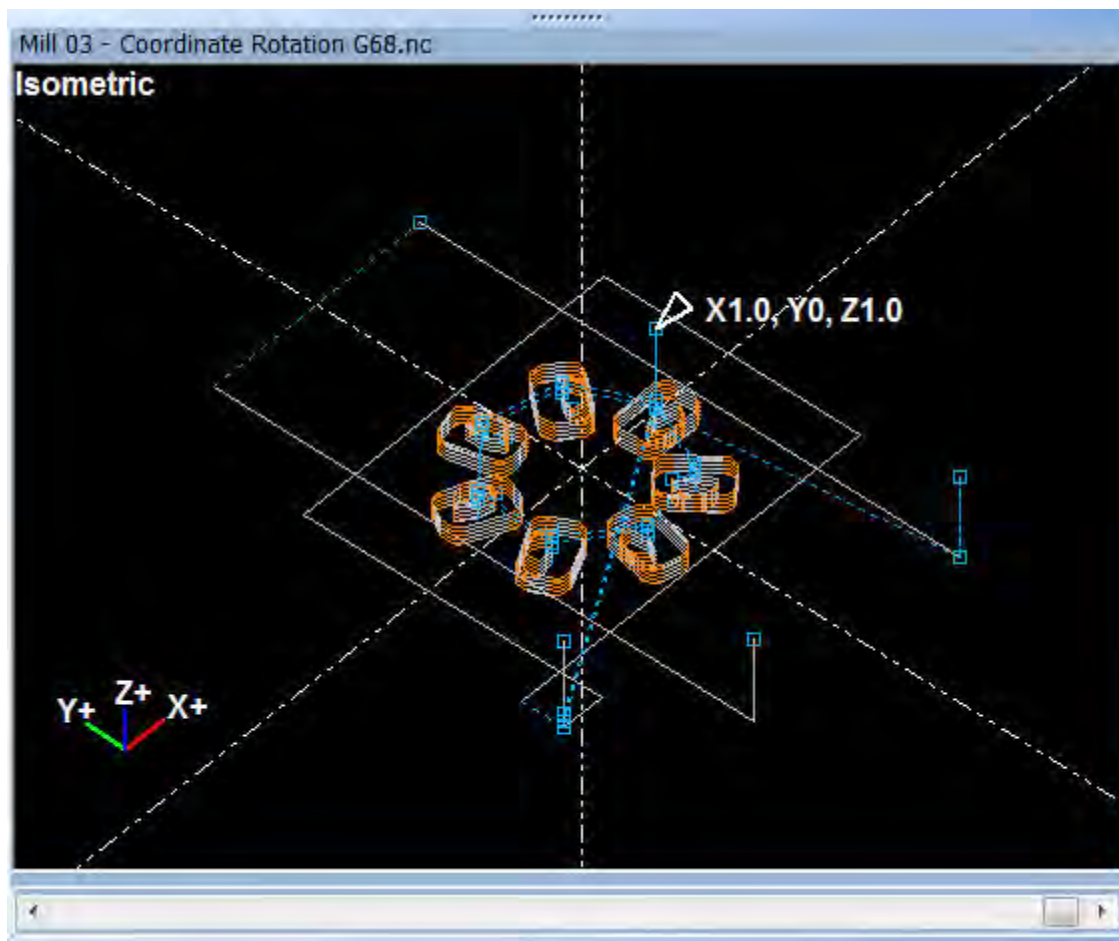 Mill 03 - Coordinate Rotation G68.nc
Isometric
X1.0, Y0, Z1.0
Y+ Z+ X+